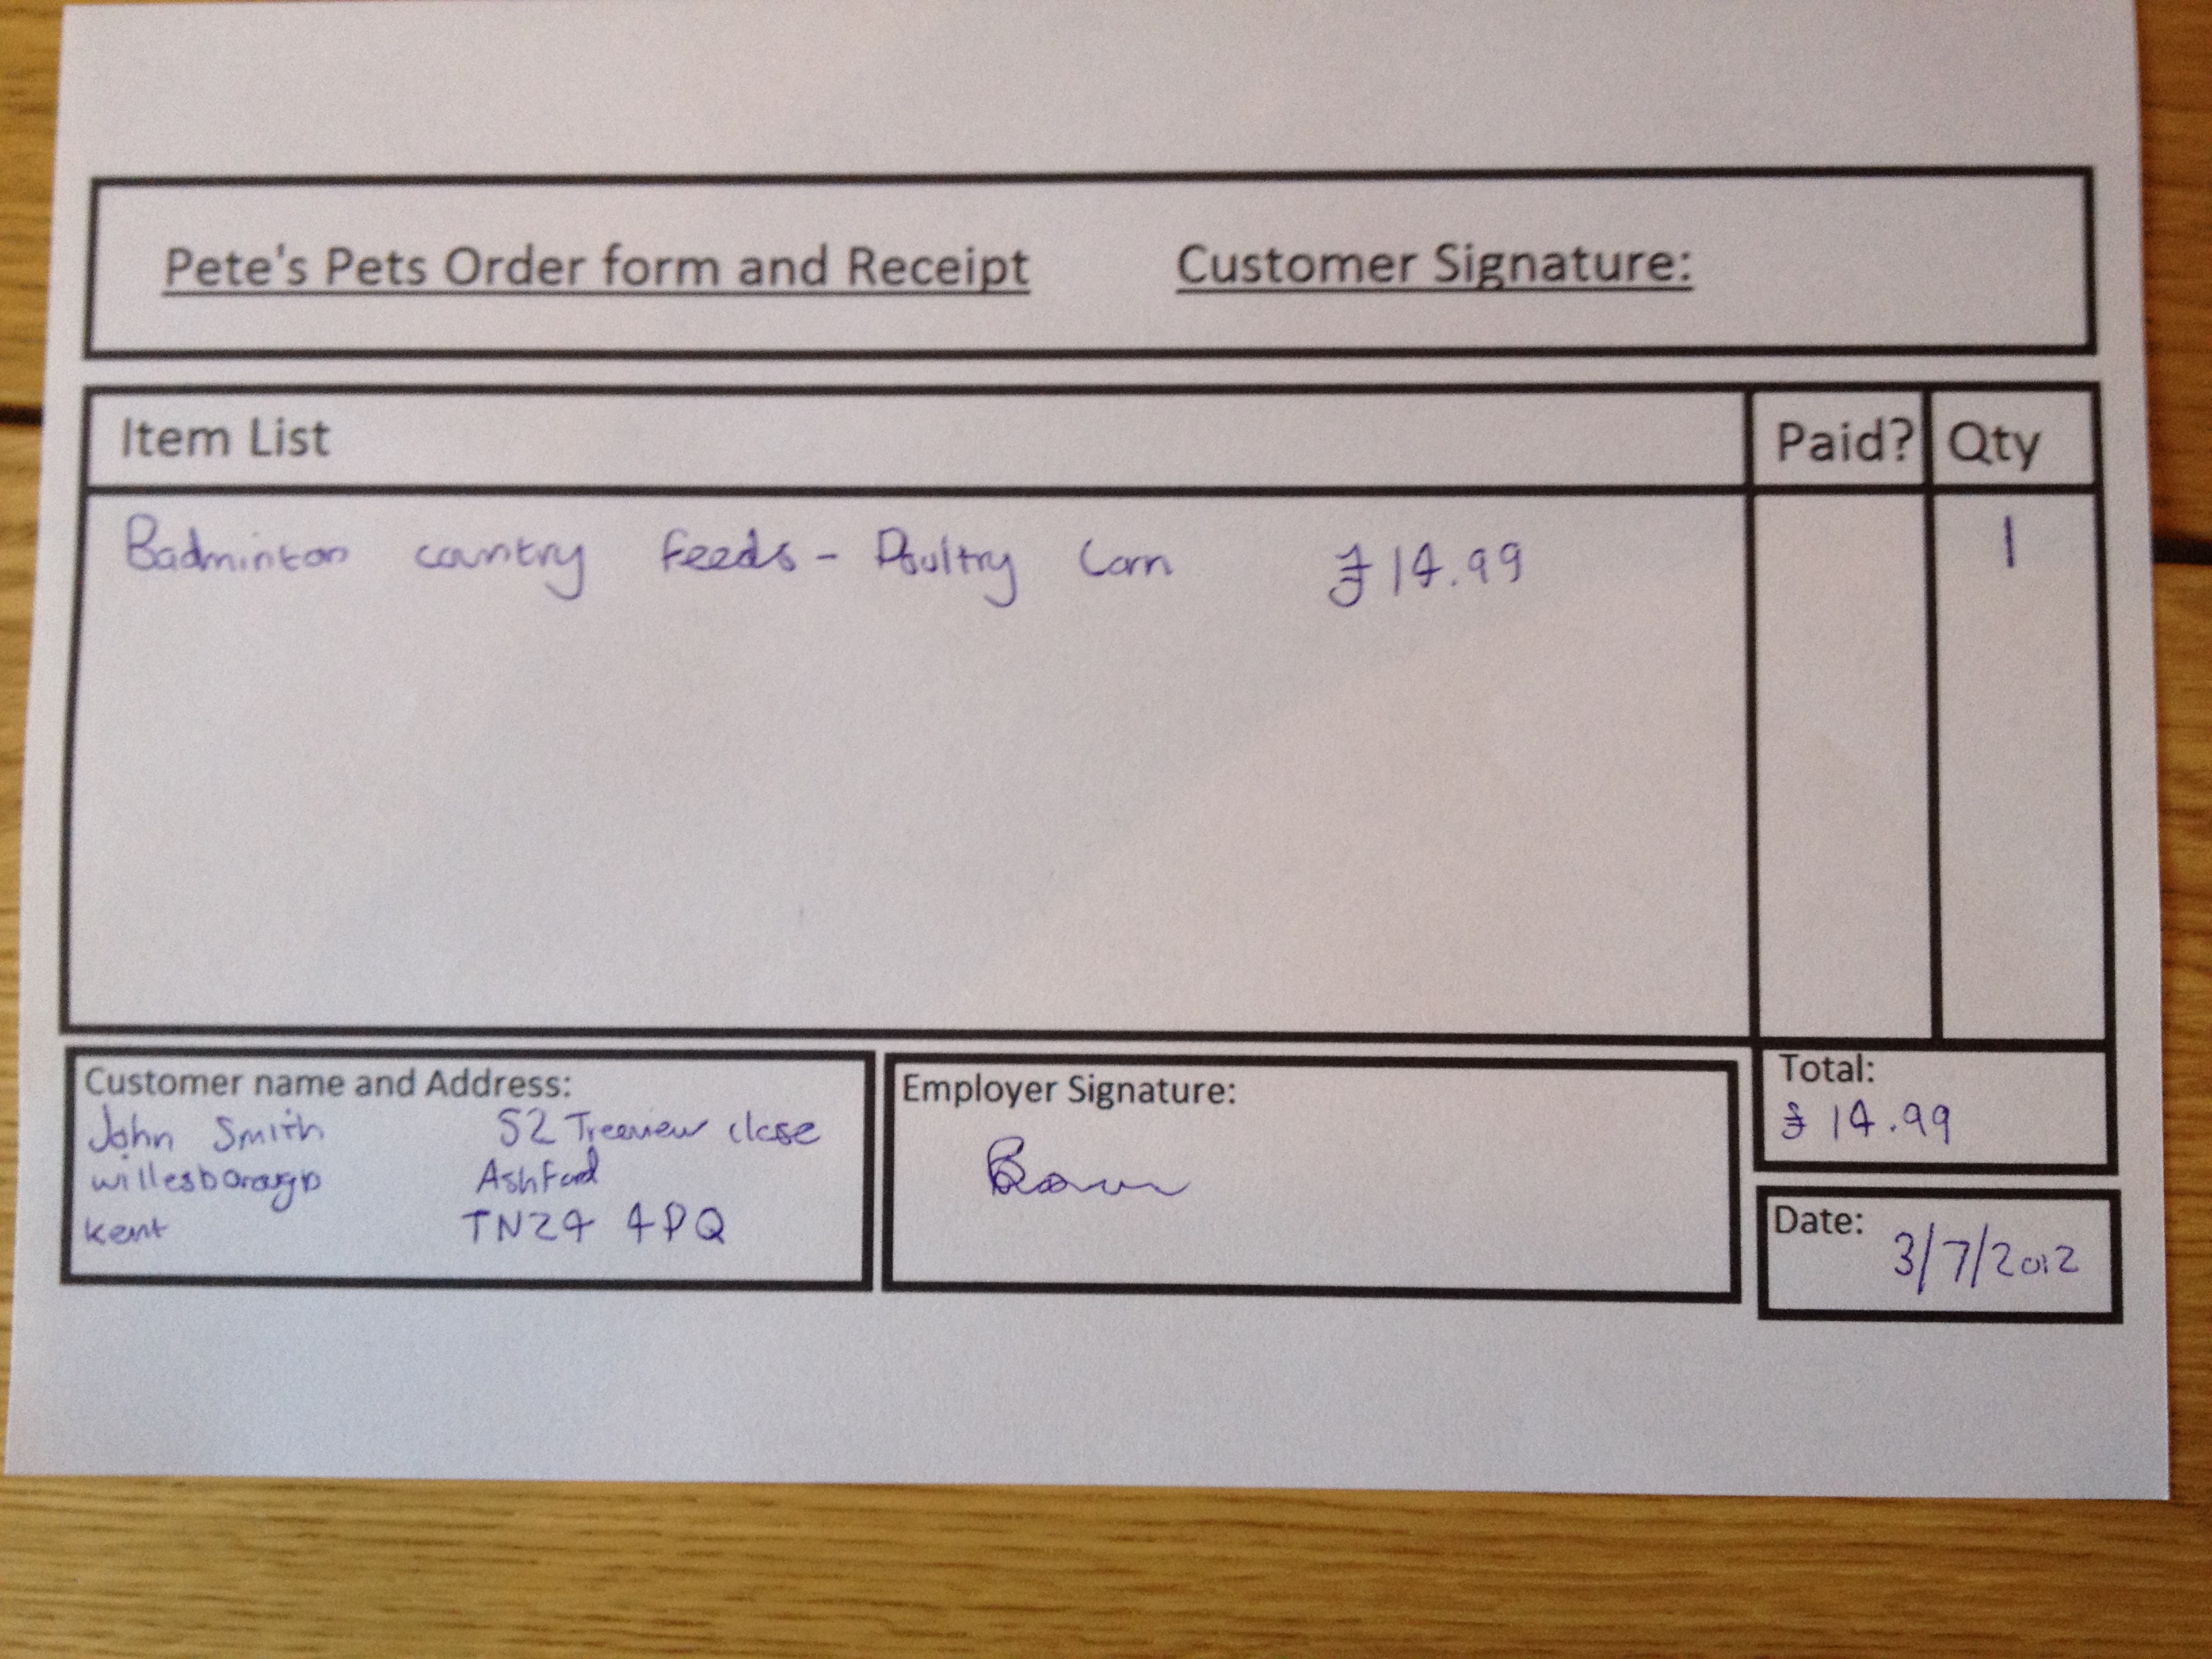 Pete's Pets Order form and Receipt Customer Signature:
Item List Paid? Qty
Badminton country feeds - Poultry Corn £14.99 1
Customer name and Address:
John Smith 52 Treeview close
willesborough Ashford
kent TN24 4PQ
Employer Signature:
Total:
£14.99
Date: 3/7/2012